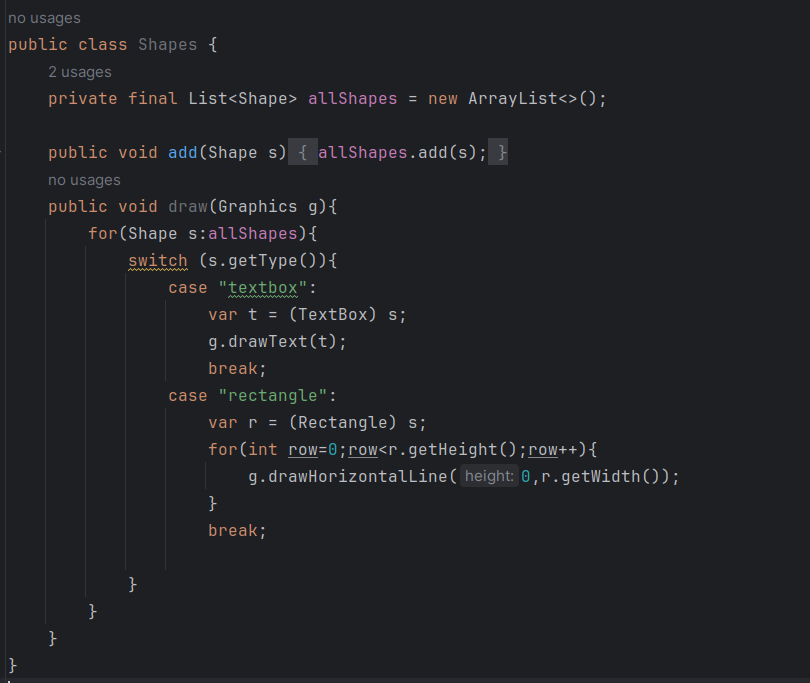 no usages
public class Shapes {
2 usages
private final List<Shape> allShapes = new ArrayList<>();
public void add(Shape s) { allShapes.add(s); }
no usages
public void draw(Graphics g){
for(Shape s:allShapes){
switch (s.getType()){
case "textbox":
var t = (TextBox) s;
g.drawText(t);
break;
case "rectangle":
var r = (Rectangle) s;
for(int row=0;row<r.getHeight();row++){
g.drawHorizontalLine( height: 0,r.getWidth());
}
break;
}
}
}
}